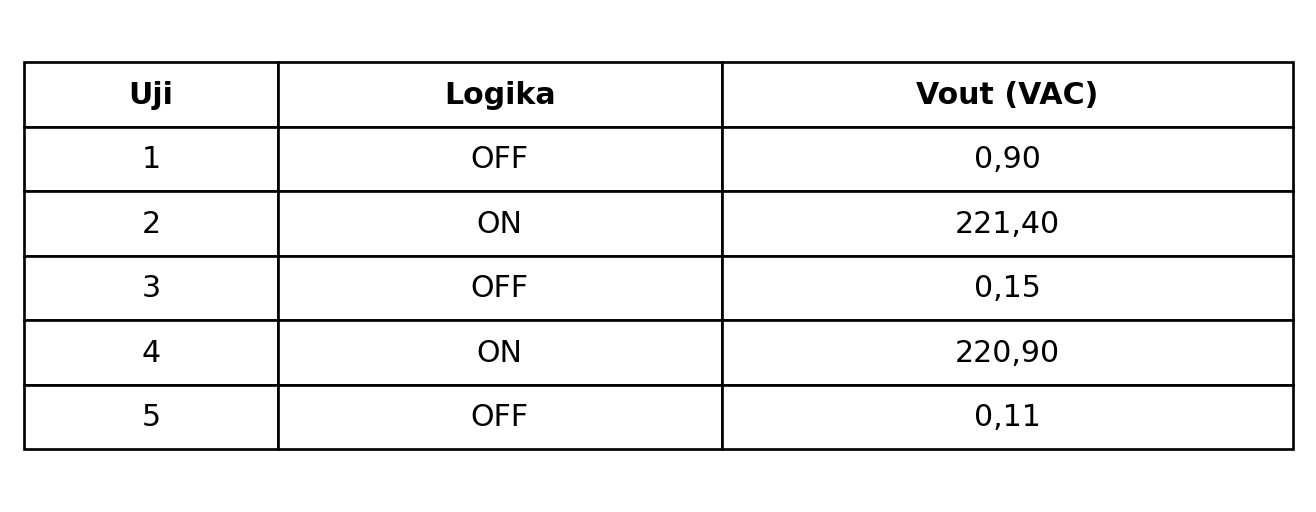 Uji Logika Vout (VAC)
1 OFF 0,90
2 ON 221,40
3 OFF 0,15
4 ON 220,90
5 OFF 0,11